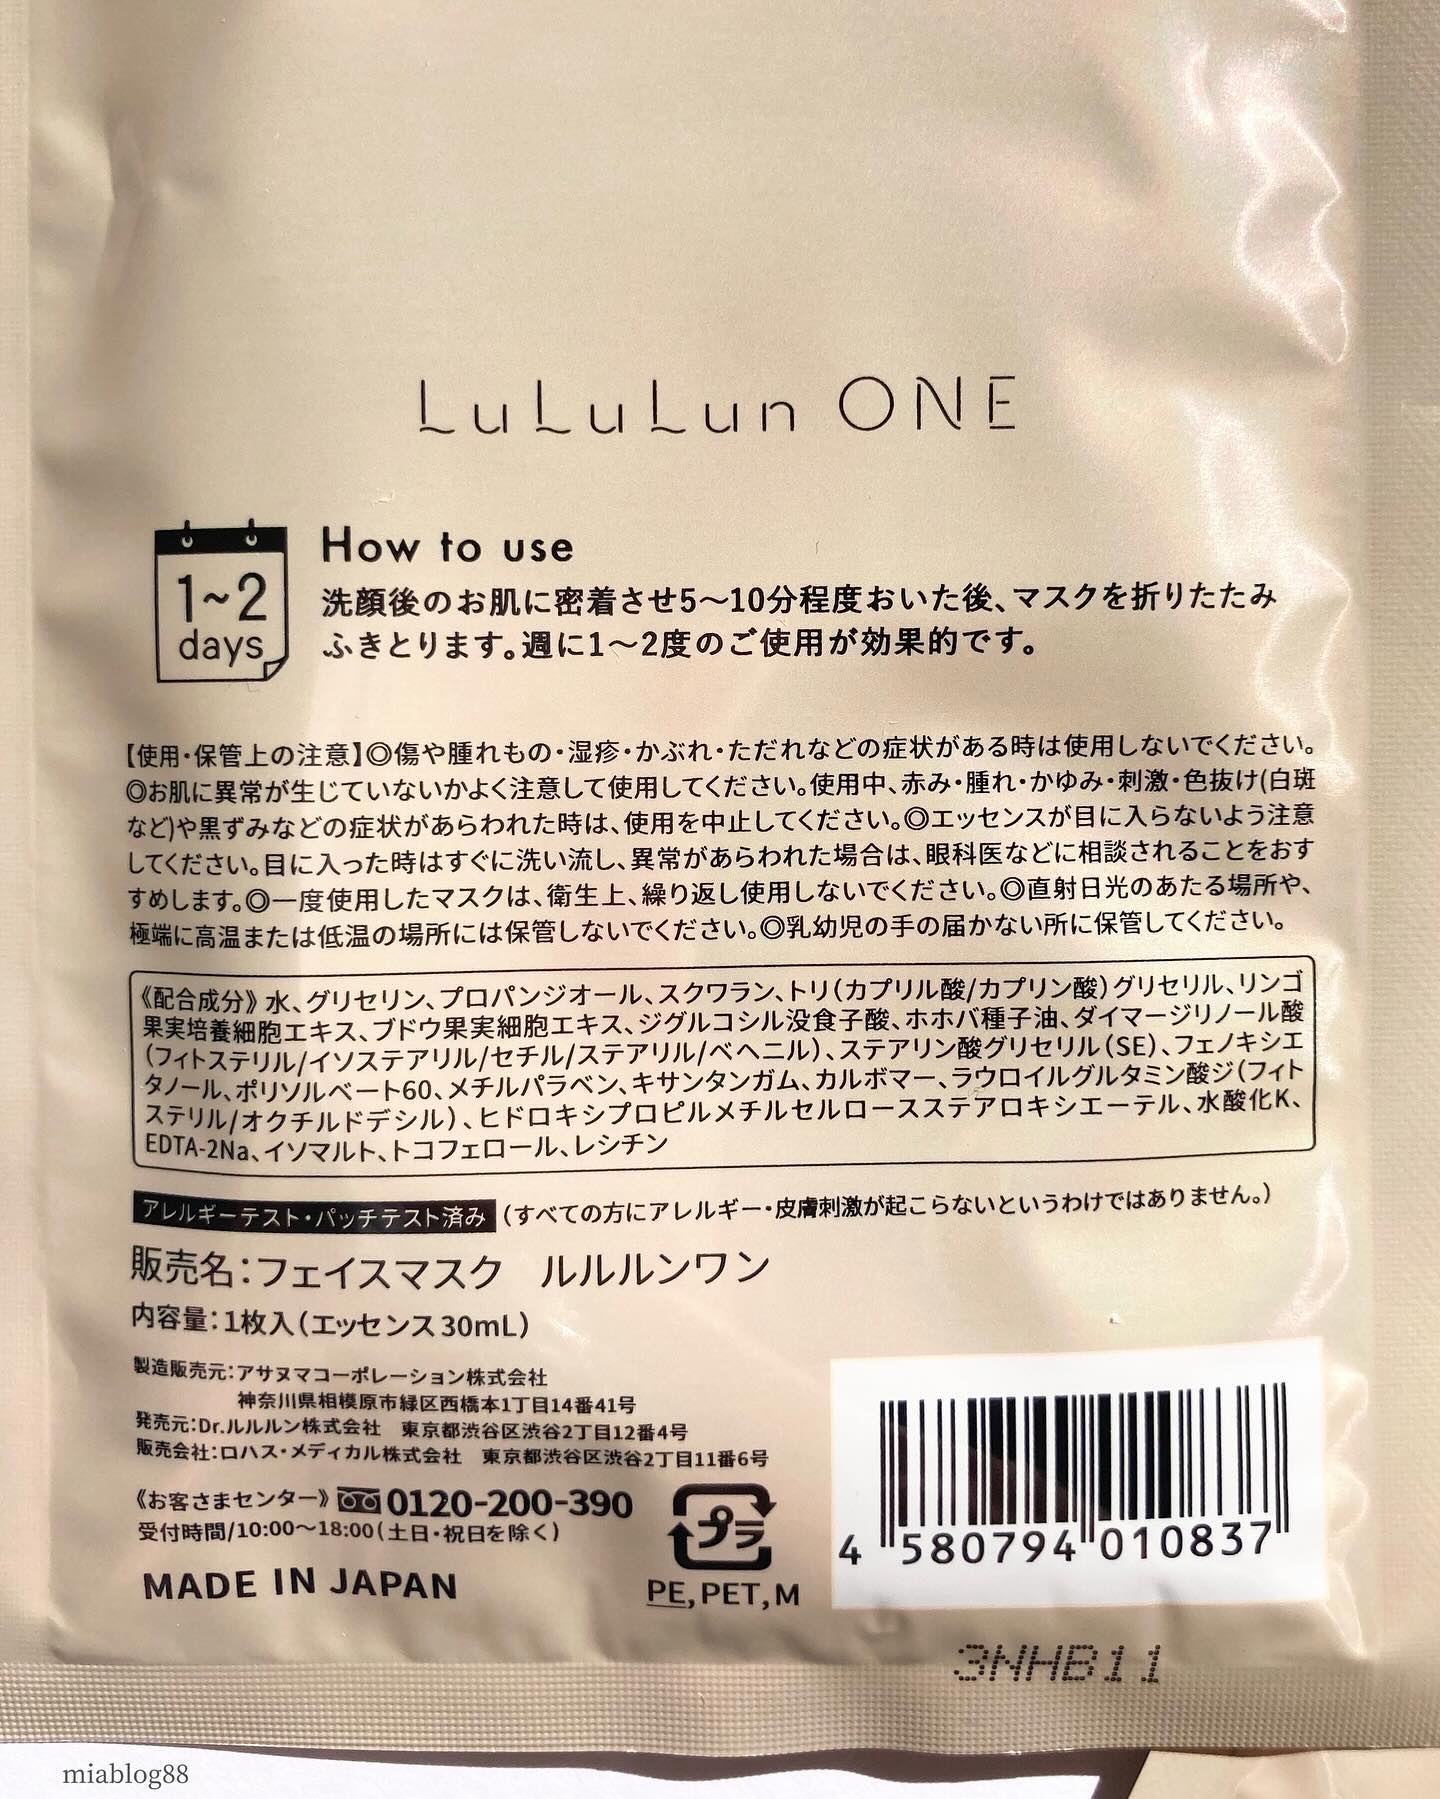 LuLuLun ONE
1~2
days
How to use
洗顔後のお肌に密着させ5〜10分程度おいた後、マスクを折りたたみ
ふきとります。週に1〜2度のご使用が効果的です。
【使用・保管上の注意】◎傷や腫れもの・湿疹・かぶれ・ただれなどの症状がある時は使用しないでください。
◎お肌に異常が生じていないかよく注意して使用してください。使用中、赤み・腫れ・かゆみ・刺激・色抜け(白斑
など)や黒ずみなどの症状があらわれた時は、使用を中止してください。◎エッセンスが目に入らないよう注意
してください。目に入った時はすぐに洗い流し、異常があらわれた場合は、眼科医などに相談されることをおす
すめします。◎一度使用したマスクは、衛生上、繰り返し使用しないでください。◎直射日光のあたる場所や、
極端に高温または低温の場所には保管しないでください。◎乳幼児の手の届かない所に保管してください。
《配合成分》水、グリセリン、プロパンジオール、スクワラン、トリ(カプリル酸/カプリン酸)グリセリル、リンゴ
果実培養細胞エキス、ブドウ果実細胞エキス、ジグルコシル没食子酸、ホホバ種子油、ダイマージリノール酸
(フィトステリル/イソステアリル/セチル/ステアリル/ベヘニル)、ステアリン酸グリセリル(SE)、フェノキシエ
タノール、ポリソルベート60、メチルパラベン、キサンタンガム、カルボマー、ラウロイルグルタミン酸ジ(フィト
ステリル/オクチルドデシル)、ヒドロキシプロピルメチルセルロースステアロキシエーテル、水酸化K、
EDTA-2Na、イソマルト、トコフェロール、レシチン
アレルギーテスト・パッチテスト済み (すべての方にアレルギー・皮膚刺激が起こらないというわけではありません。)
販売名:フェイスマスク ルルルンワン
内容量:1枚入(エッセンス30mL)
製造販売元:アサヌマコーポレーション株式会社
神奈川県相模原市緑区西橋本1丁目14番41号
発売元:Dr.ルルルン株式会社 東京都渋谷区渋谷2丁目12番4号
販売会社:ロハス・メディカル株式会社 東京都渋谷区渋谷2丁目11番6号
《お客さまセンター》0120-200-390
受付時間/10:00〜18:00(土日・祝日を除く)
MADE IN JAPAN
プラ
PE, PET, M
4 580794 010837
3NHB11
miablog88